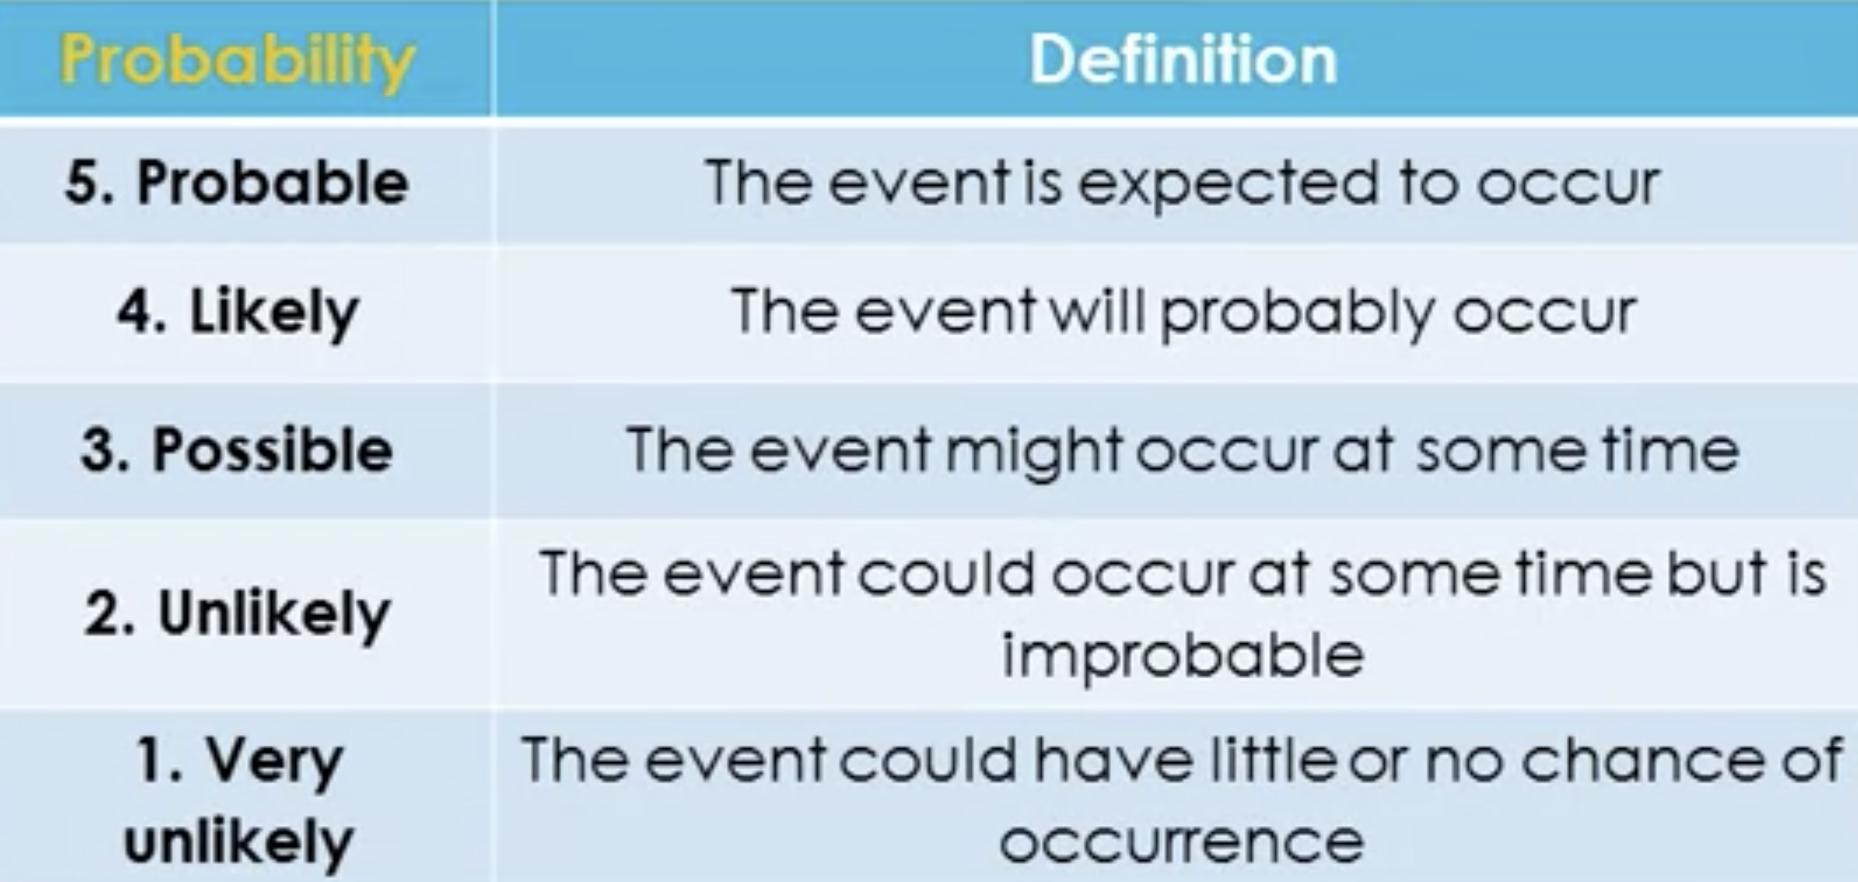 Probability Definition
5. Probable The event is expected to occur
4. Likely The event will probably occur
3. Possible The event might occur at some time
2. Unlikely The event could occur at some time but is
improbable
1. Very The event could have little or no chance of
unlikely occurrence